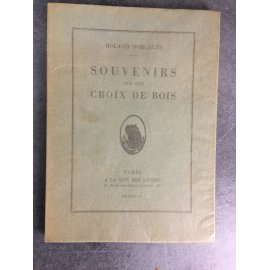 ROLAND DORGELÈS
SOUVENIRS
SUR LES
CROIX DE BOIS
PARIS
A LA CITÉ DES LIVRES